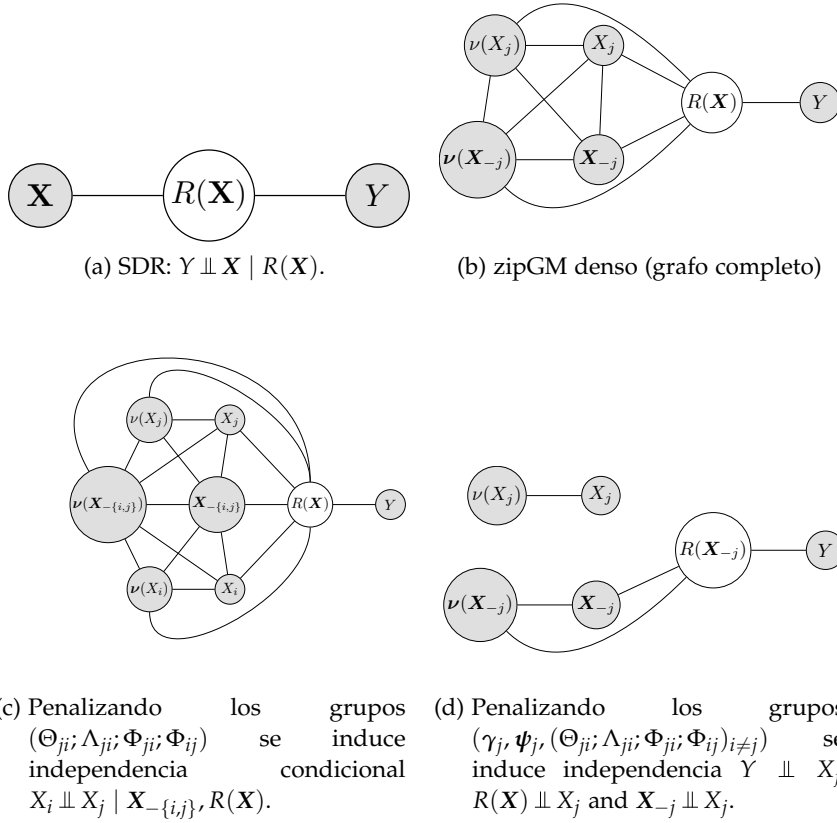 X
R(X)
Y
(a) SDR: Y ⫫ X | R(X).
ν(X_j)
X_j
R(X)
Y
ν(X_{−j})
X_{−j}
(b) zipGM denso (grafo completo)
ν(X_j)
X_j
ν(X_{−{i,j}})
X_{−{i,j}}
R(X)
Y
ν(X_i)
X_i
ν(X_j)
X_j
R(X_{−j})
Y
ν(X_{−j})
X_{−j}
(c) Penalizando los grupos
(Θ_{ji}; Λ_{ji}; Φ_{ji}; Φ_{ij}) se induce
independencia condicional
X_i ⫫ X_j | X_{−{i,j}}, R(X).
(d) Penalizando los grupos
(γ_j, ψ_j, (Θ_{ji}; Λ_{ji}; Φ_{ji}; Φ_{ij})_{i≠j}) se
induce independencia Y ⫫ X_j
R(X) ⫫ X_j and X_{−j} ⫫ X_j.